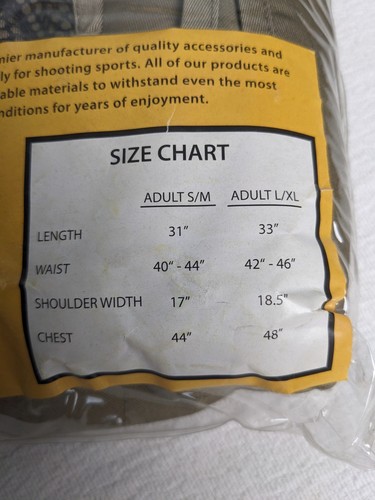 nier manufacturer of quality accessories and
ly for shooting sports. All of our products are
able materials to withstand even the most
nditions for years of enjoyment.
SIZE CHART
ADULT S/M ADULT L/XL
LENGTH 31" 33"
WAIST 40" - 44" 42" - 46"
SHOULDER WIDTH 17" 18.5"
CHEST 44" 48"